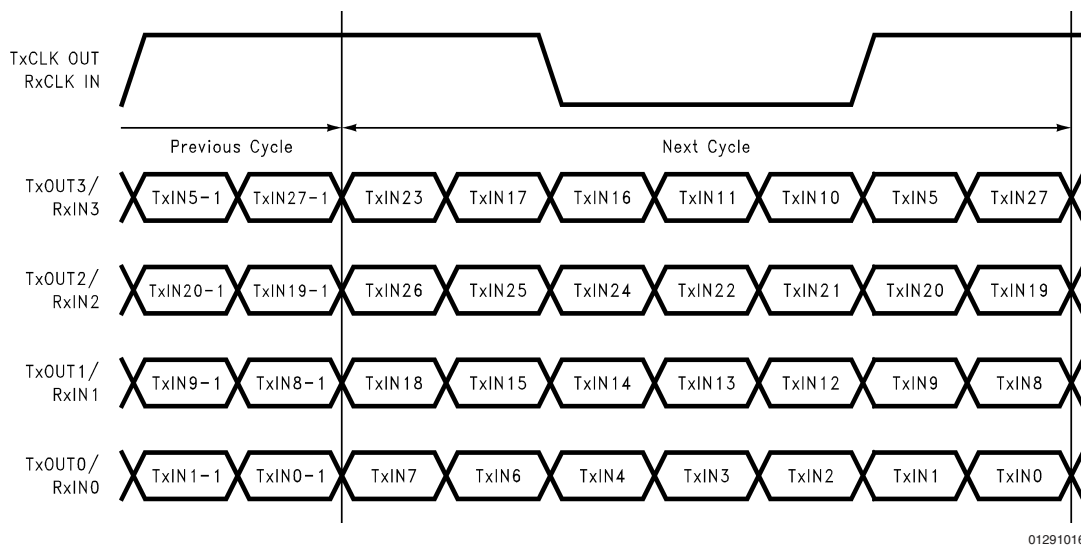 TxCLK OUT
RxCLK IN
Previous Cycle
Next Cycle
TxOUT3/
RxIN3
TxIN5-1 TxIN27-1 TxIN23 TxIN17 TxIN16 TxIN11 TxIN10 TxIN5 TxIN27
TxOUT2/
RxIN2
TxIN20-1 TxIN19-1 TxIN26 TxIN25 TxIN24 TxIN22 TxIN21 TxIN20 TxIN19
TxOUT1/
RxIN1
TxIN9-1 TxIN8-1 TxIN18 TxIN15 TxIN14 TxIN13 TxIN12 TxIN9 TxIN8
TxOUT0/
RxIN0
TxIN1-1 TxIN0-1 TxIN7 TxIN6 TxIN4 TxIN3 TxIN2 TxIN1 TxIN0
01291016